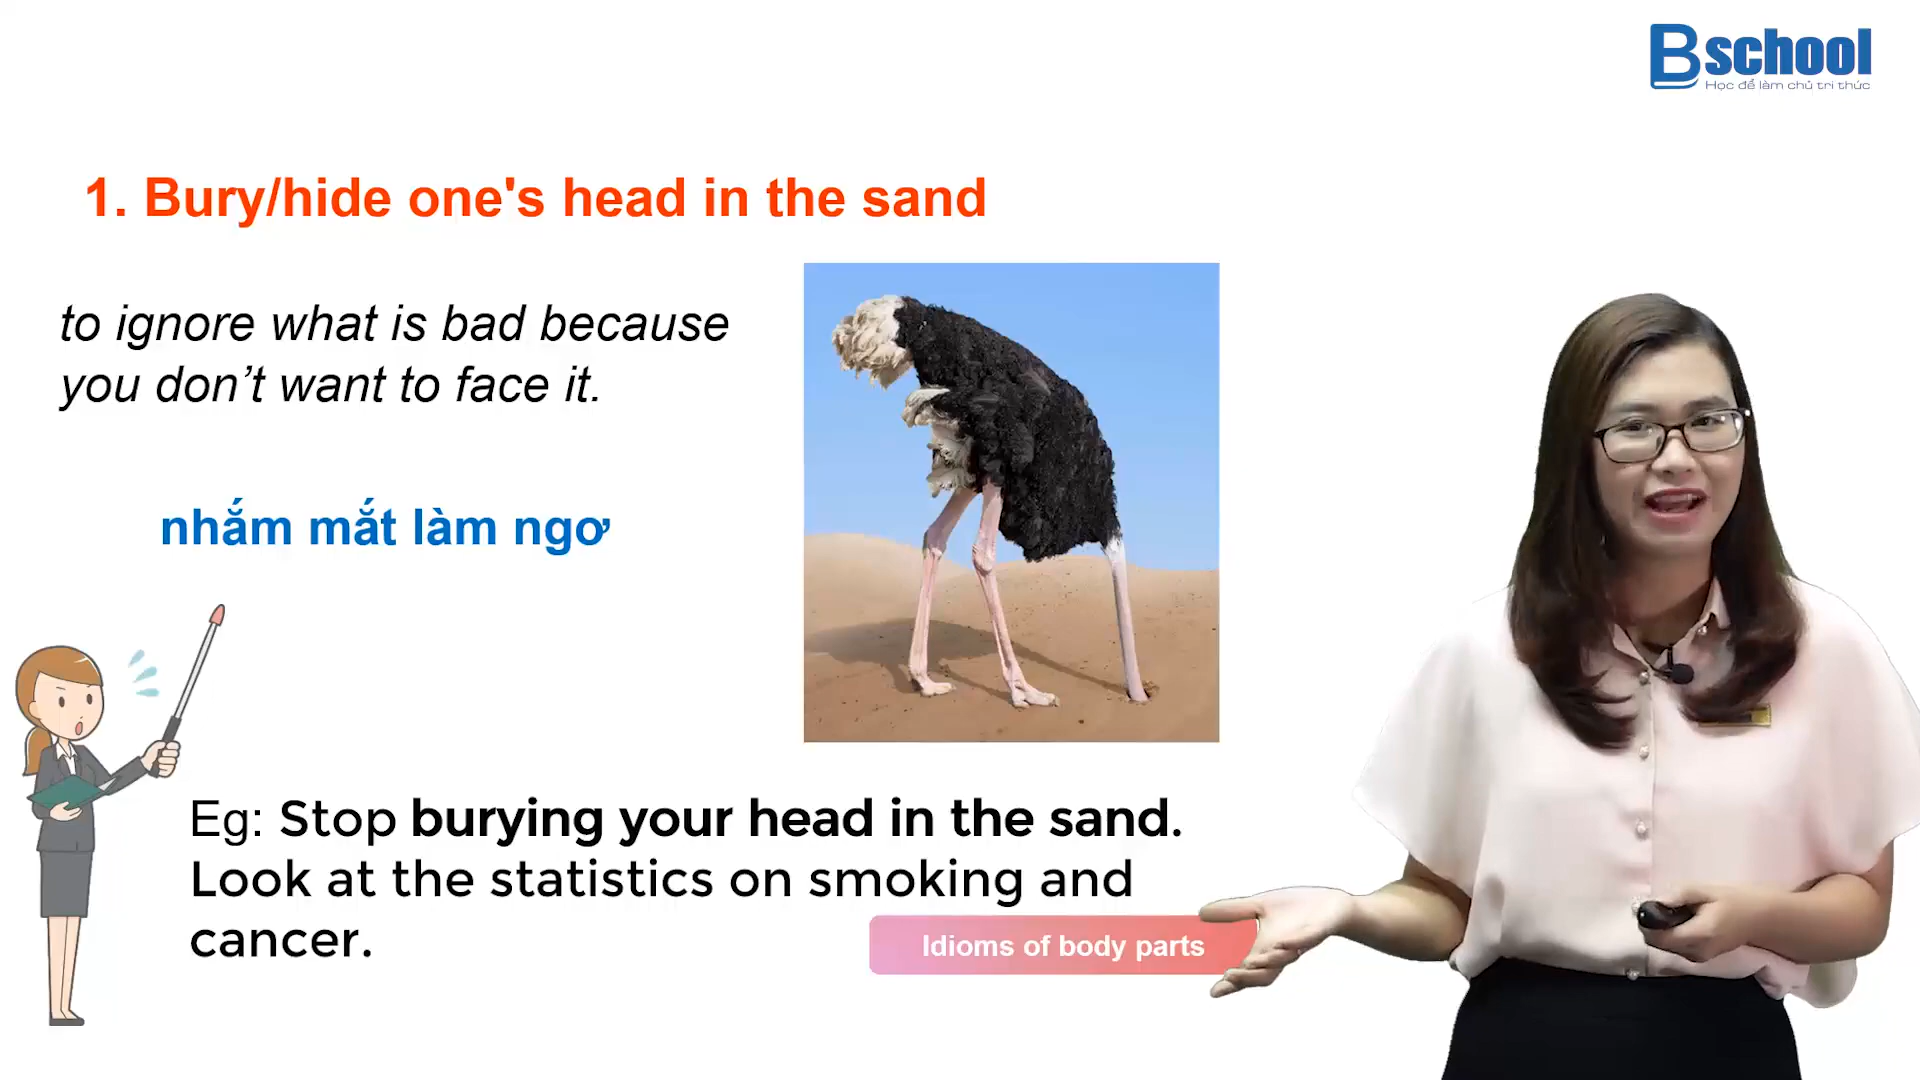 Bschool
Học để làm chủ tri thức
1. Bury/hide one's head in the sand
to ignore what is bad because
you don’t want to face it.
nhắm mắt làm ngơ
Eg: Stop burying your head in the sand.
Look at the statistics on smoking and
cancer.
Idioms of body parts